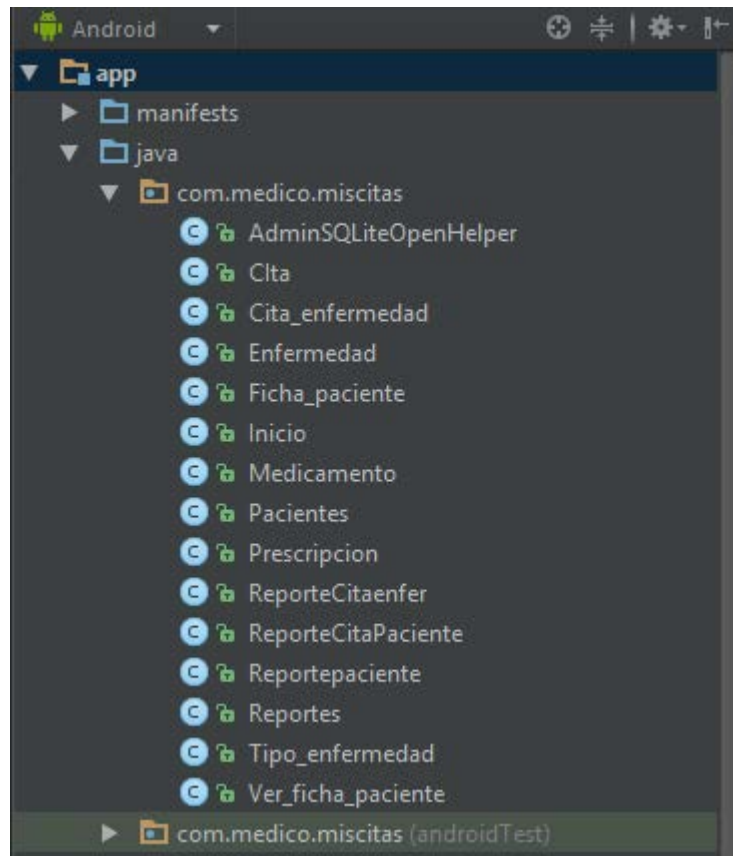 Android
app
manifests
java
com.medico.miscitas
AdminSQLiteOpenHelper
CIta
Cita_enfermedad
Enfermedad
Ficha_paciente
Inicio
Medicamento
Pacientes
Prescripcion
ReporteCitaenfer
ReporteCitaPaciente
Reportepaciente
Reportes
Tipo_enfermedad
Ver_ficha_paciente
com.medico.miscitas (androidTest)